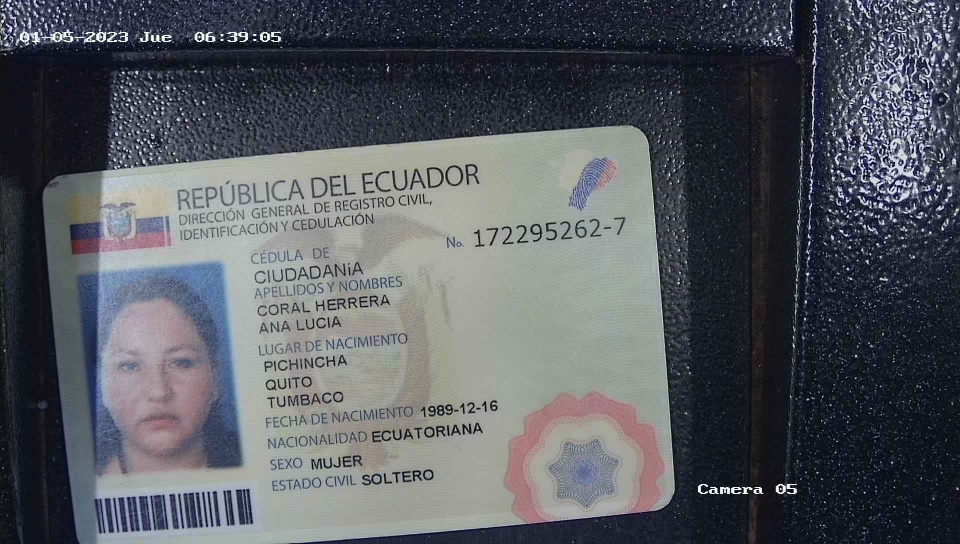 01-05-2023 Jue 06:39:05
REPÚBLICA DEL ECUADOR
DIRECCIÓN GENERAL DE REGISTRO CIVIL,
IDENTIFICACIÓN Y CEDULACIÓN
No. 172295262-7
CÉDULA DE
CIUDADANíA
APELLIDOS Y NOMBRES
CORAL HERRERA
ANA LUCIA
LUGAR DE NACIMIENTO
PICHINCHA
QUITO
TUMBACO
FECHA DE NACIMIENTO 1989-12-16
NACIONALIDAD ECUATORIANA
SEXO MUJER
ESTADO CIVIL SOLTERO
Camera 05